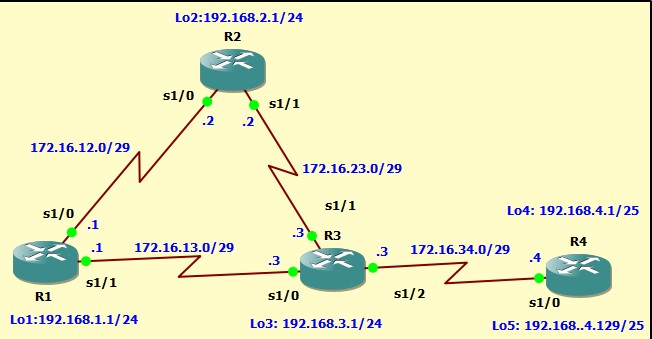 Lo2:192.168.2.1/24
R2
s1/0
s1/1
.2
.2
172.16.12.0/29
172.16.23.0/29
s1/1
Lo4: 192.168.4.1/25
s1/0
.1
.3
R3
R4
.1
172.16.13.0/29
.3
172.16.34.0/29
.4
.3
R1
s1/1
s1/0
s1/2
s1/0
Lo1:192.168.1.1/24
Lo3: 192.168.3.1/24
Lo5: 192.168..4.129/25